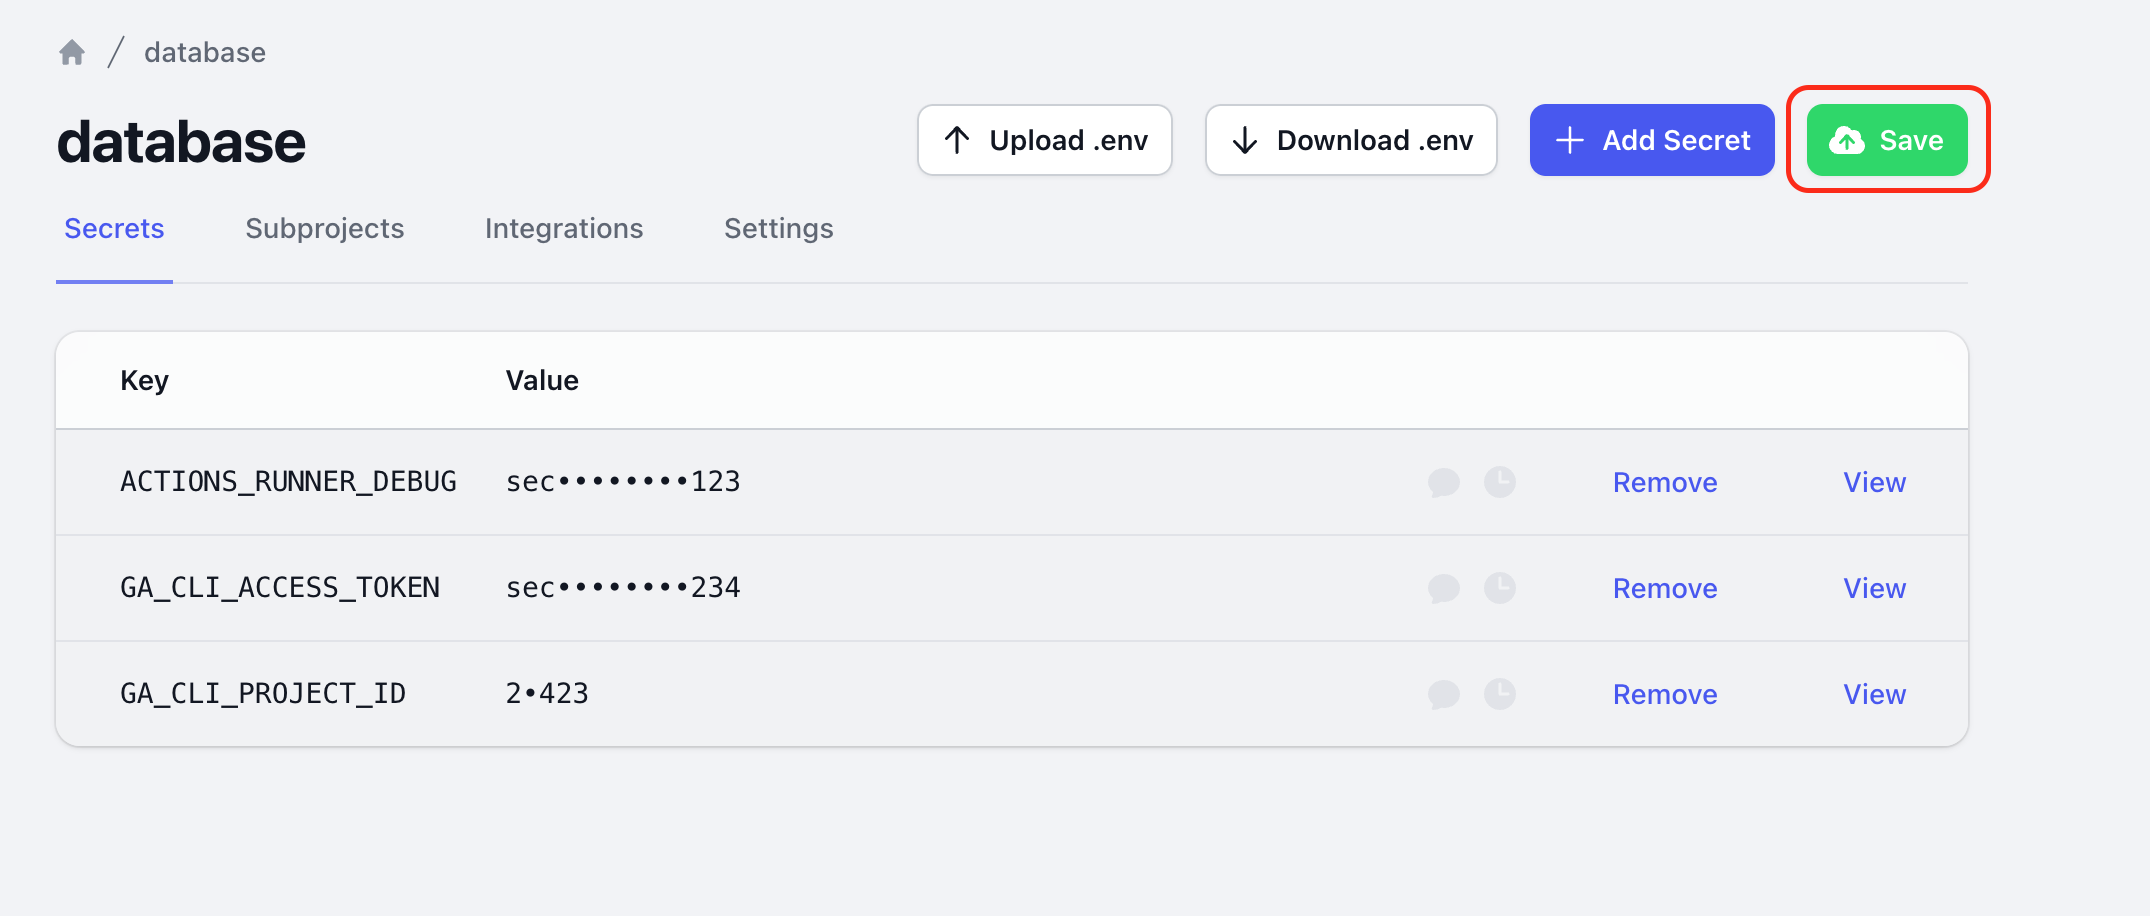 / database
database
Upload .env
Download .env
Add Secret
Save
Secrets
Subprojects
Integrations
Settings
Key Value
ACTIONS_RUNNER_DEBUG sec••••••••123 Remove View
GA_CLI_ACCESS_TOKEN sec••••••••234 Remove View
GA_CLI_PROJECT_ID 2•423 Remove View